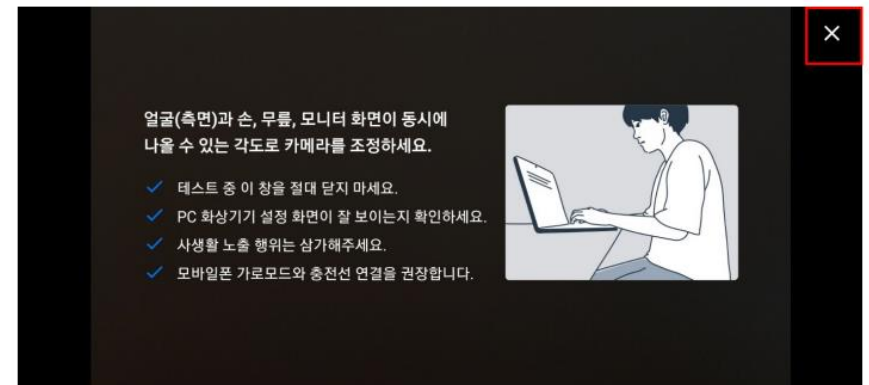 얼굴(측면)과 손, 무릎, 모니터 화면이 동시에
나올 수 있는 각도로 카메라를 조정하세요.
테스트 중 이 창을 절대 닫지 마세요.
PC 화상기기 설정 화면이 잘 보이는지 확인하세요.
사생활 노출 행위는 삼가해주세요.
모바일폰 가로모드와 충전선 연결을 권장합니다.